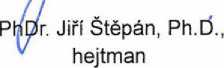 PhDr. Jiří Štěpán, Ph.D.,
hejtman